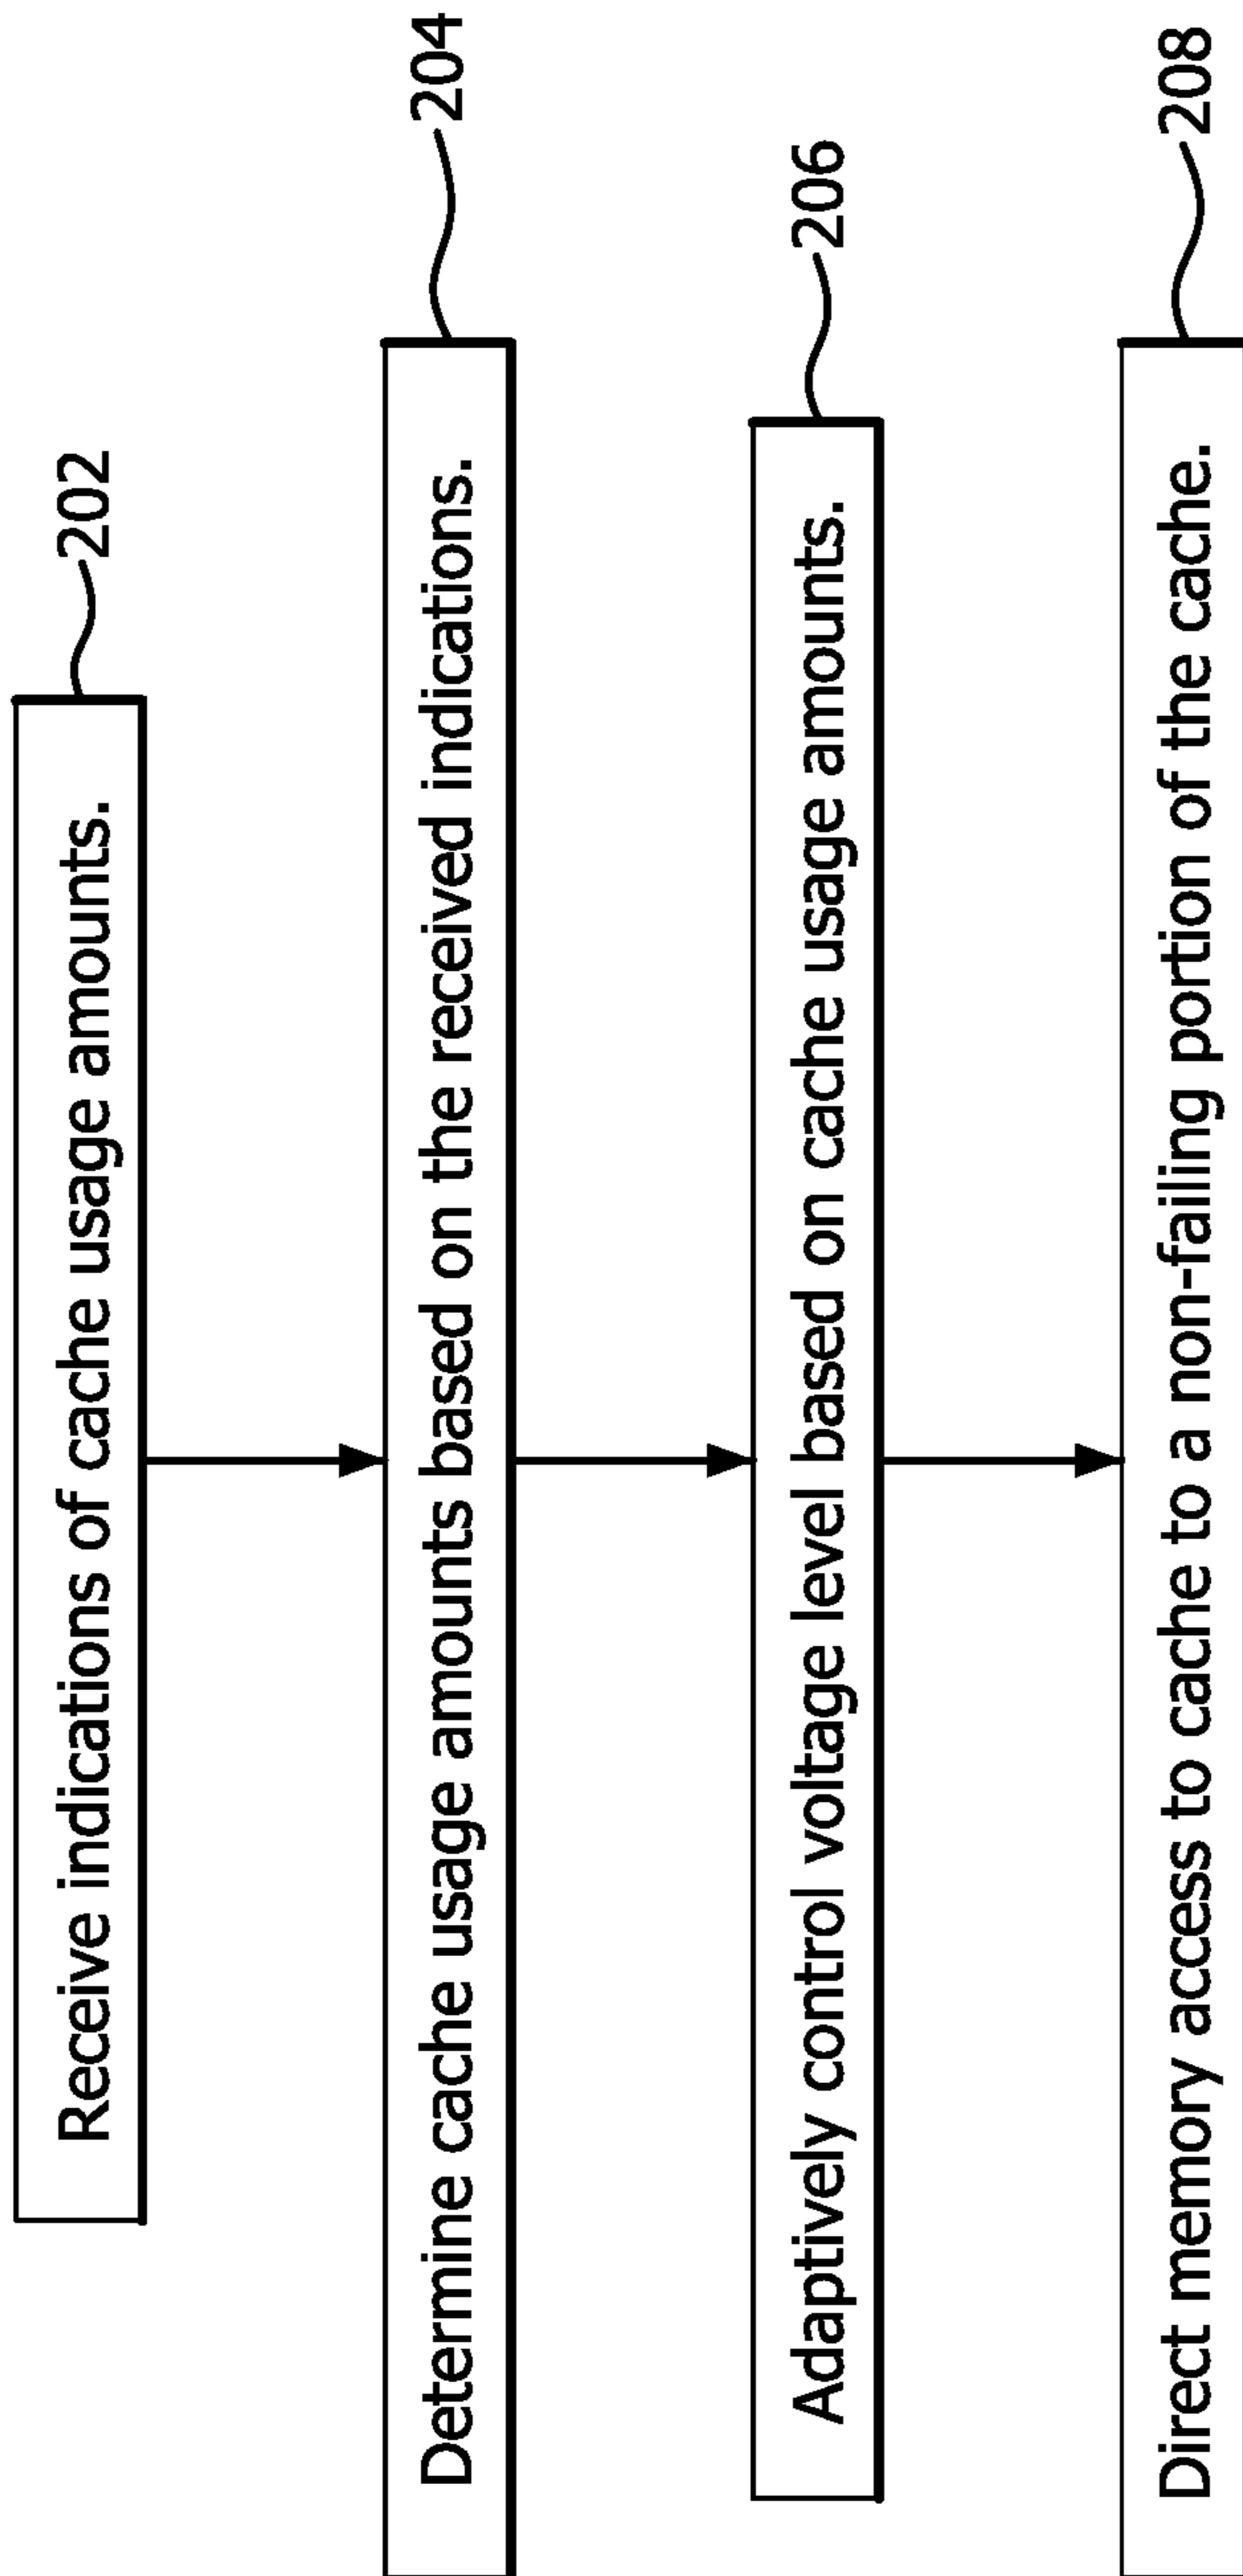 Receive indications of cache usage amounts.
202
Determine cache usage amounts based on the received indications.
204
Adaptively control voltage level based on cache usage amounts.
206
Direct memory access to cache to a non-failing portion of the cache.
208